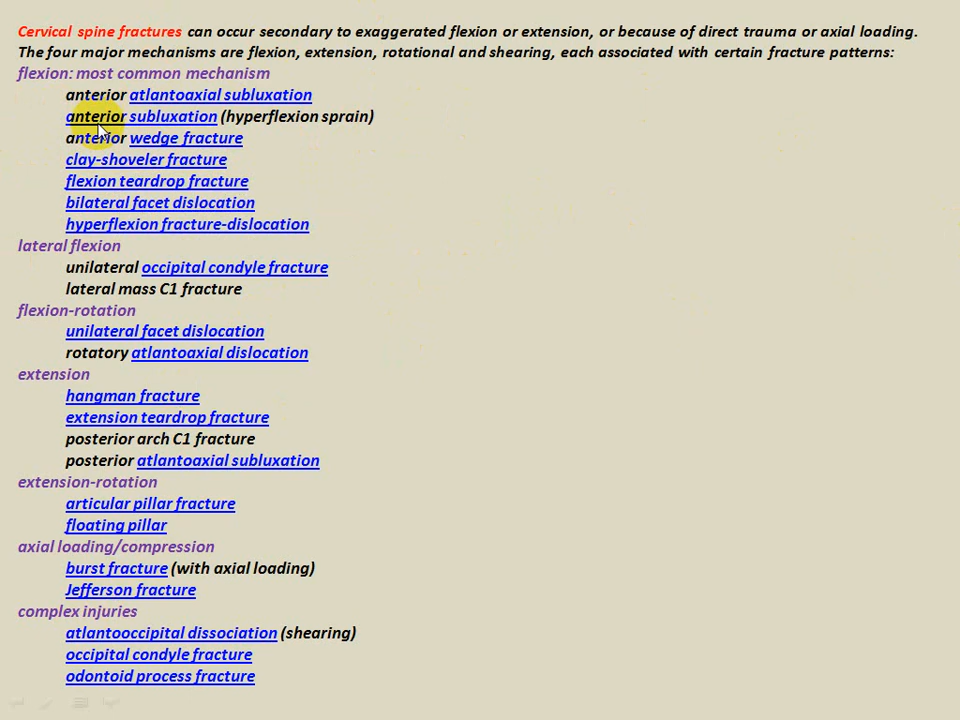 Cervical spine fractures can occur secondary to exaggerated flexion or extension, or because of direct trauma or axial loading.
The four major mechanisms are flexion, extension, rotational and shearing, each associated with certain fracture patterns:
flexion: most common mechanism
anterior atlantoaxial subluxation
anterior subluxation (hyperflexion sprain)
anterior wedge fracture
clay-shoveler fracture
flexion teardrop fracture
bilateral facet dislocation
hyperflexion fracture-dislocation
lateral flexion
unilateral occipital condyle fracture
lateral mass C1 fracture
flexion-rotation
unilateral facet dislocation
rotatory atlantoaxial dislocation
extension
hangman fracture
extension teardrop fracture
posterior arch C1 fracture
posterior atlantoaxial subluxation
extension-rotation
articular pillar fracture
floating pillar
axial loading/compression
burst fracture (with axial loading)
Jefferson fracture
complex injuries
atlantooccipital dissociation (shearing)
occipital condyle fracture
odontoid process fracture